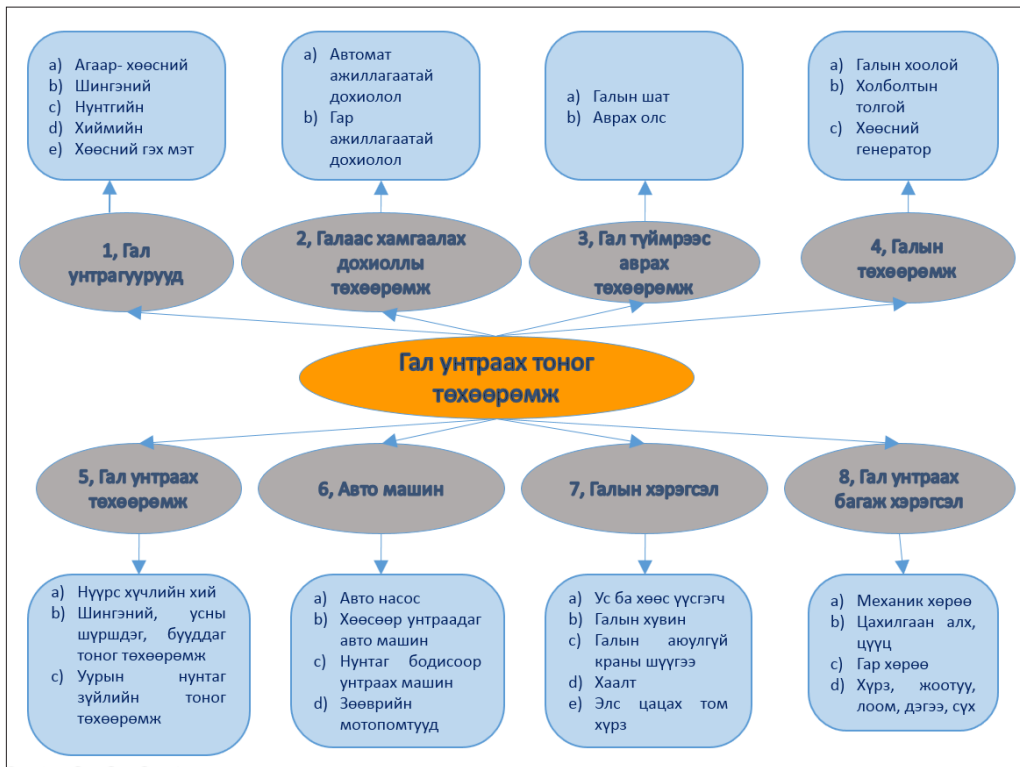 a) Агаар- хөөсний
b) Шингэний
c) Нунтгийн
d) Хиймийн
e) Хөөсний гэх мэт
a) Автомат
ажиллагаатай
дохиолол
b) Гар
ажиллагаатай
дохиолол
a) Галын шат
b) Аврах олс
a) Галын хоолой
b) Холболтын
толгой
c) Хөөсний
генератор
1, Гал
унтрагуурууд
2, Галаас хамгаалах
дохиоллы
төхөөрөмж
3, Гал түймрээс
аврах
төхөөрөмж
4, Галын
төхөөрөмж
Гал унтраах тоног
төхөөрөмж
5, Гал унтраах
төхөөрөмж
6, Авто машин
7, Галын хэрэгсэл
8, Гал унтраах
багаж хэрэгсэл
a) Нүүрс хүчлийн хий
b) Шингэний, усны
шүршдэг, бууддаг
тоног төхөөрөмж
c) Уурын нунтаг
зүйлийн тоног
төхөөрөмж
a) Авто насос
b) Хөөсөөр унтраадаг
авто машин
c) Нунтаг бодисоор
унтраах машин
d) Зөөврийн
мотопомтууд
a) Ус ба хөөс үүсгэгч
b) Галын хувин
c) Галын аюулгүй
краны шүүгээ
d) Хаалт
e) Элс цацах том
хүрз
a) Механик хөрөө
b) Цахилгаан алх,
цууц
c) Гар хөрөө
d) Хүрз, жоотуу,
лоом, дэгээ, сүх